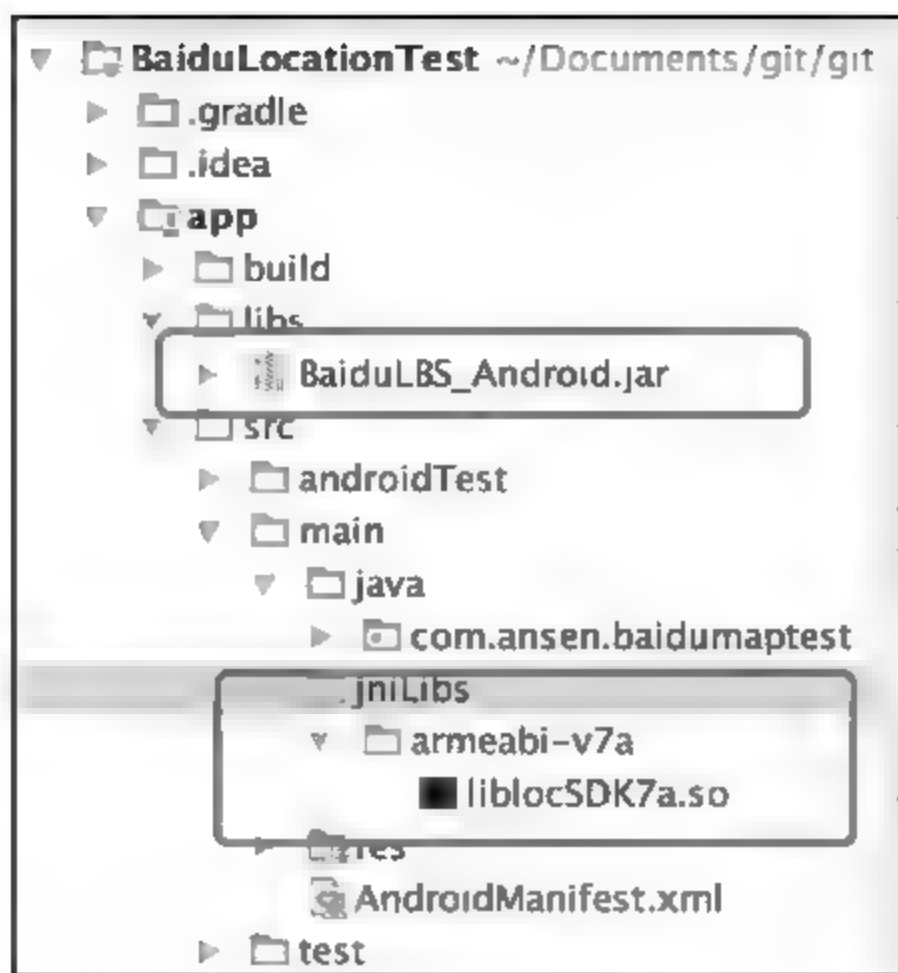 BaiduLocationTest ~/Documents/git/git
.gradle
.idea
app
build
libs
BaiduLBS_Android.jar
src
androidTest
main
java
com.ansen.baidumaptest
jniLibs
armeabi-v7a
liblocSDK7a.so
res
AndroidManifest.xml
test